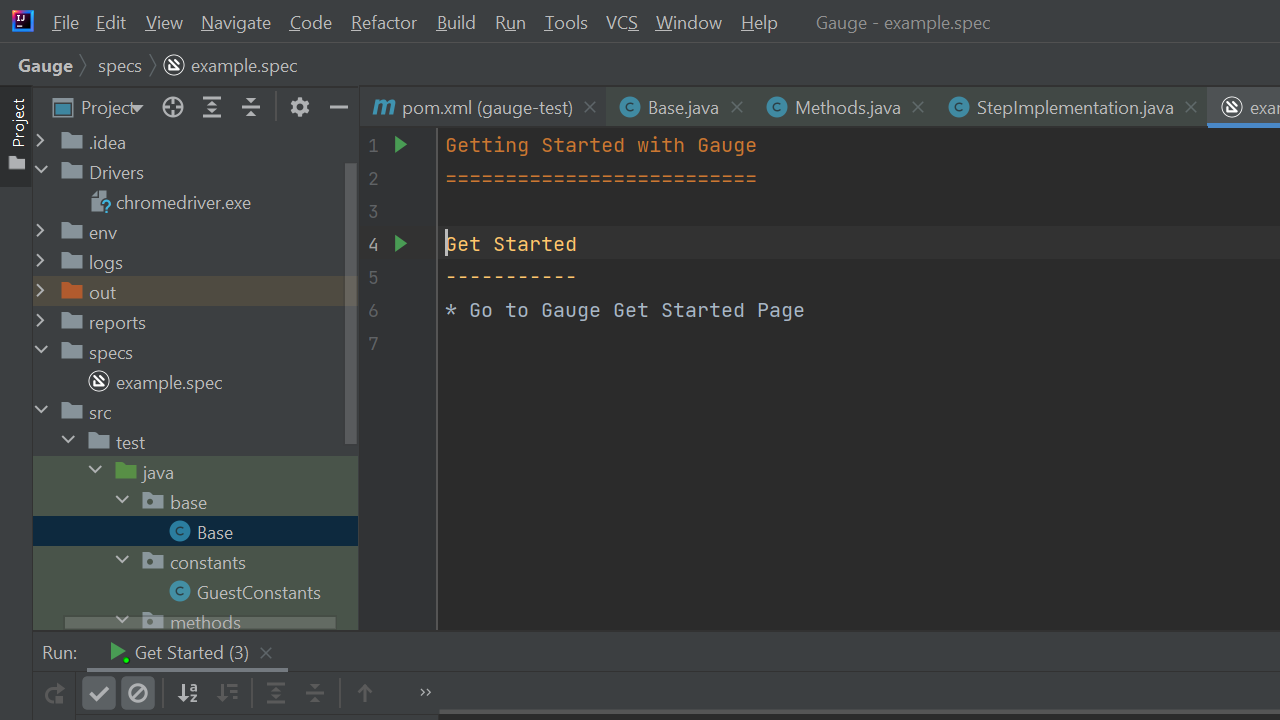 File Edit View Navigate Code Refactor Build Run Tools VCS Window Help Gauge - example.spec
Gauge specs example.spec
Project
Project
pom.xml (gauge-test) Base.java Methods.java StepImplementation.java
.idea
Drivers
chromedriver.exe
env
logs
out
reports
specs
example.spec
src
test
java
base
Base
constants
GuestConstants
methods
1 Getting Started with Gauge
2 ==========================
3
4 Get Started
5 -----------
6 * Go to Gauge Get Started Page
7
Run: Get Started (3)